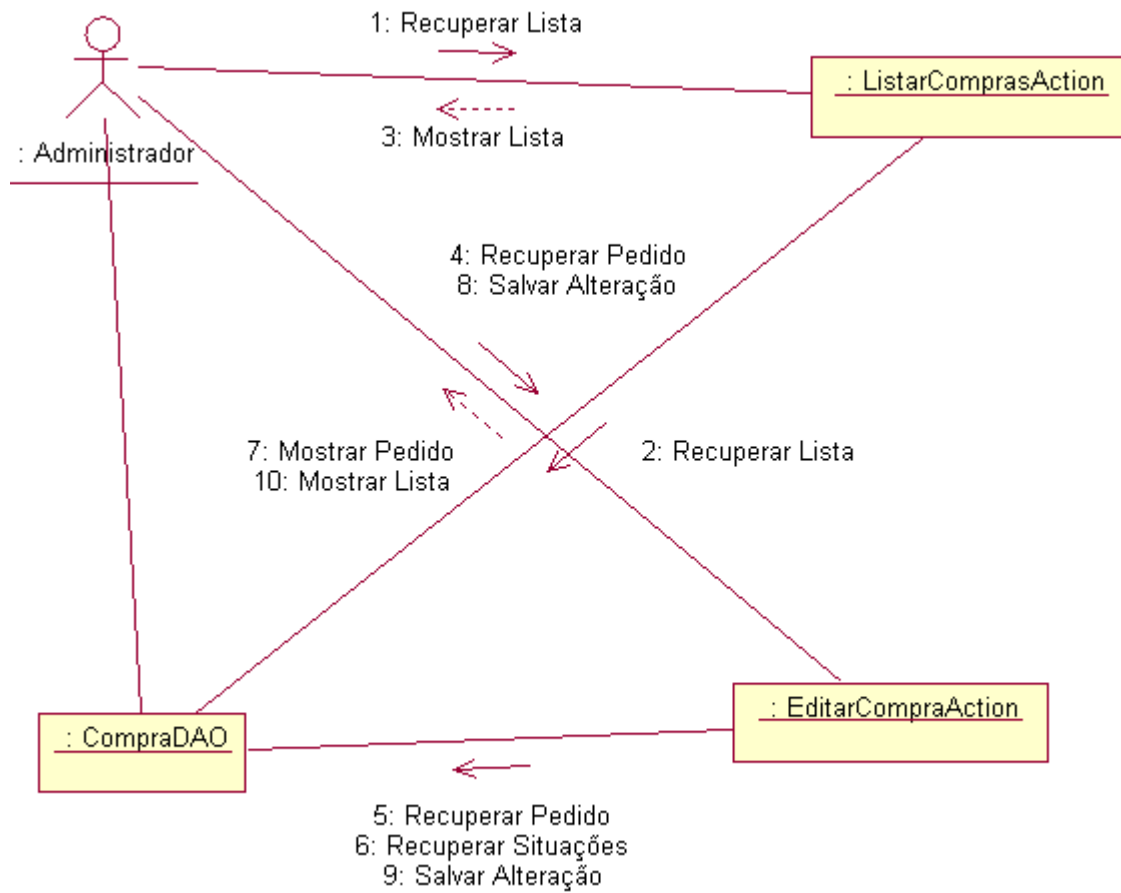 1: Recuperar Lista
: ListarComprasAction
3: Mostrar Lista
: Administrador
4: Recuperar Pedido
8: Salvar Alteração
7: Mostrar Pedido
10: Mostrar Lista
2: Recuperar Lista
: EditarCompraAction
: CompraDAO
5: Recuperar Pedido
6: Recuperar Situações
9: Salvar Alteração